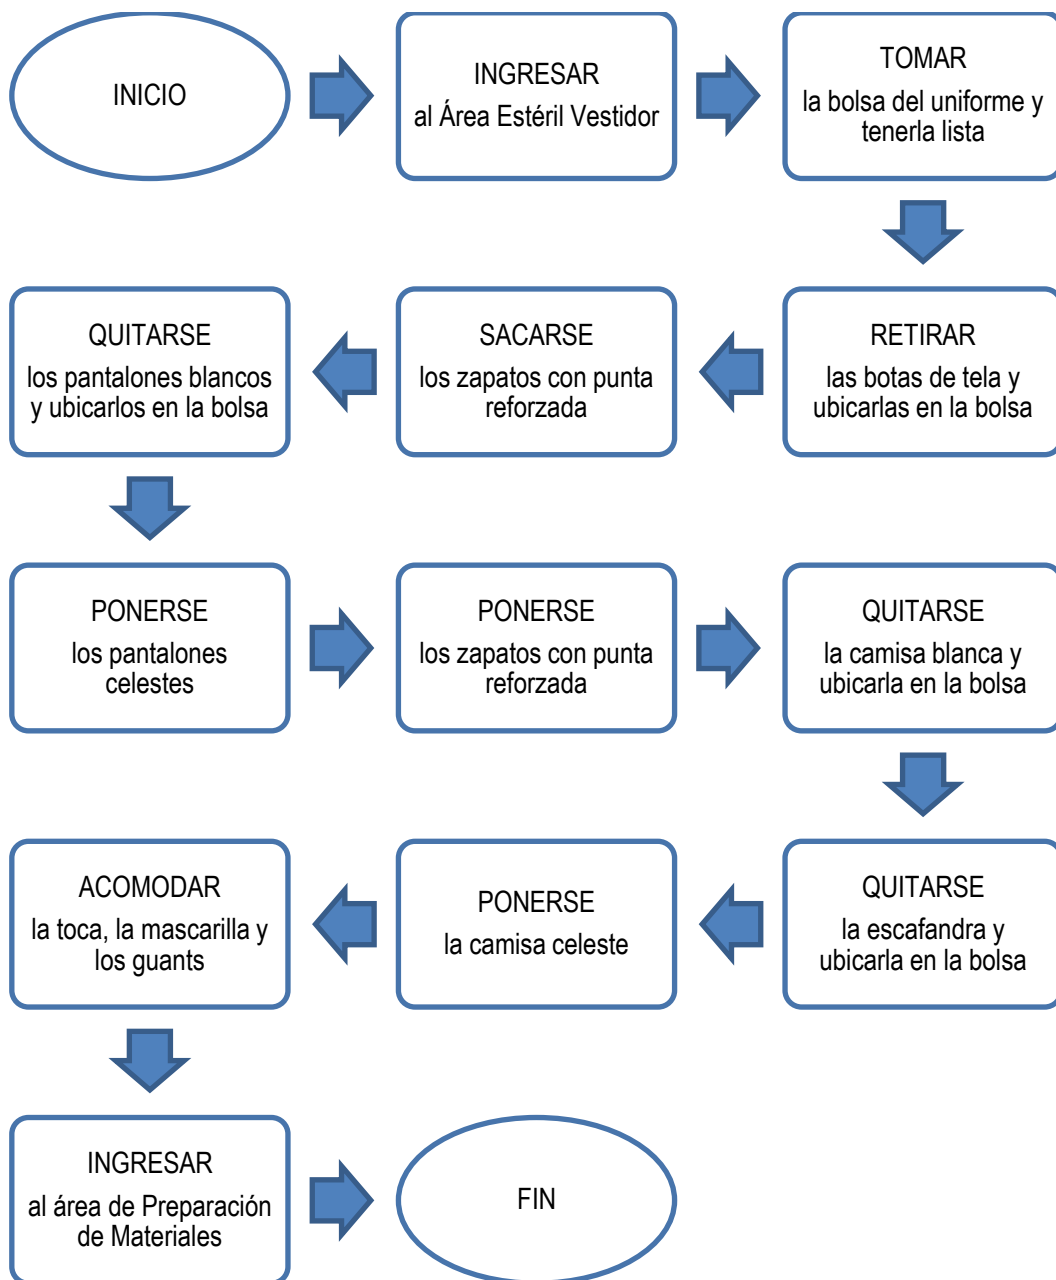 INICIO
INGRESAR
al Área Estéril Vestidor
TOMAR
la bolsa del uniforme y
tenerla lista
RETIRAR
las botas de tela y
ubicarlas en la bolsa
SACARSE
los zapatos con punta
reforzada
QUITARSE
los pantalones blancos
y ubicarlos en la bolsa
PONERSE
los pantalones
celestes
PONERSE
los zapatos con punta
reforzada
QUITARSE
la camisa blanca y
ubicarla en la bolsa
QUITARSE
la escafandra y
ubicarla en la bolsa
PONERSE
la camisa celeste
ACOMODAR
la toca, la mascarilla y
los guants
INGRESAR
al área de Preparación
de Materiales
FIN